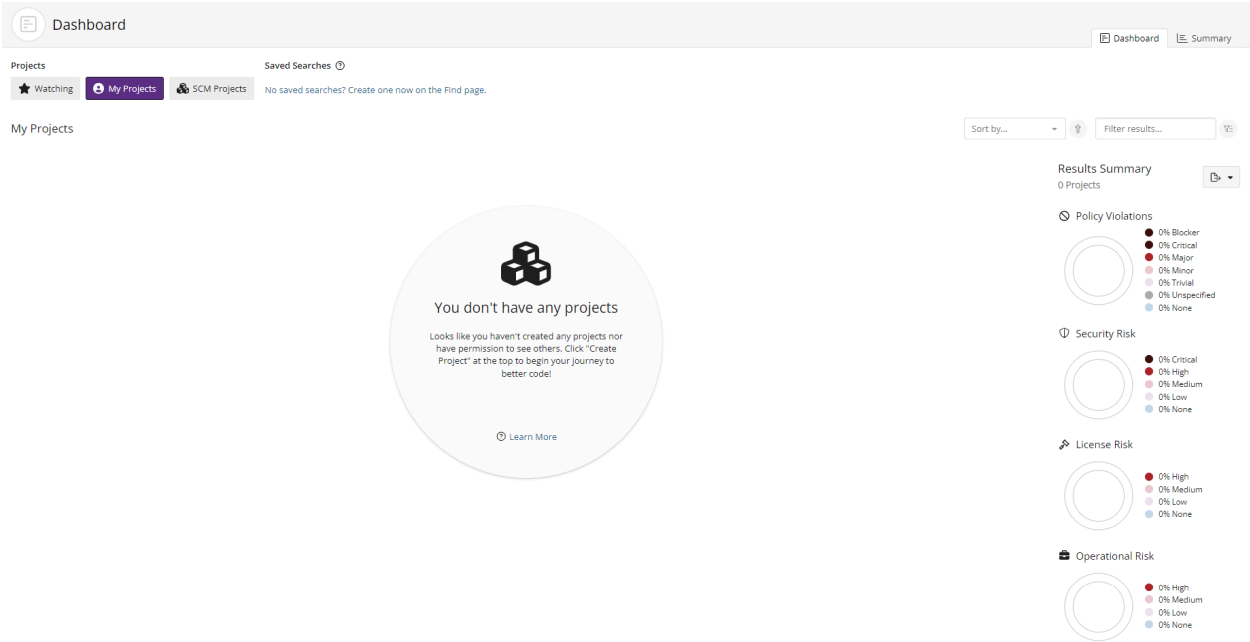 Dashboard
Dashboard
Summary
Projects
Saved Searches
Watching
My Projects
SCM Projects
No saved searches? Create one now on the Find page.
My Projects
Sort by...
Filter results...
Results Summary
0 Projects
You don't have any projects
Looks like you haven't created any projects nor
have permission to see others. Click "Create
Project" at the top to begin your journey to
better code!
Learn More
Policy Violations
0% Blocker
0% Critical
0% Major
0% Minor
0% Trivial
0% Unspecified
0% None
Security Risk
0% Critical
0% High
0% Medium
0% Low
0% None
License Risk
0% High
0% Medium
0% Low
0% None
Operational Risk
0% High
0% Medium
0% Low
0% None